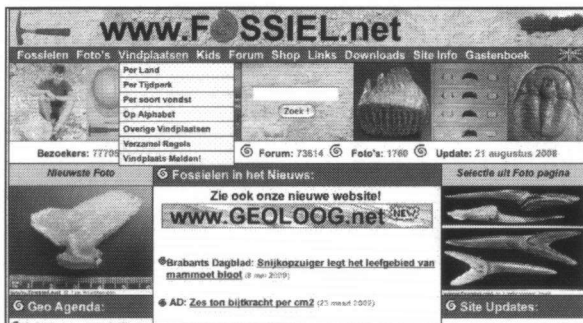 www.FOSSIEL.net
Fossielen Foto's Vindplaatsen Kids Forum Shop Links Downloads Site Info Gastenboek
Per Land
Per Tijdperk
Per soort vondst
Op Alphabet
Overige Vindplaatsen
Verzamel Regels
Vindplaats Melden!
Zoek !
Bezoekers: 77705
Forum: 73614 Foto's: 1760 Update: 21 augustus
Nieuwste Foto
Fossielen in het Nieuws:
Selectie uit Foto pagina
Zie ook onze nieuwe website!
www.GEOLOOG.net NEW
Brabants Dagblad: Snijkopzuiger legt het leefgebied van
mammoet bloot
AD: Zes ton bijtkracht per cm2
Geo Agenda:
Site Updates: